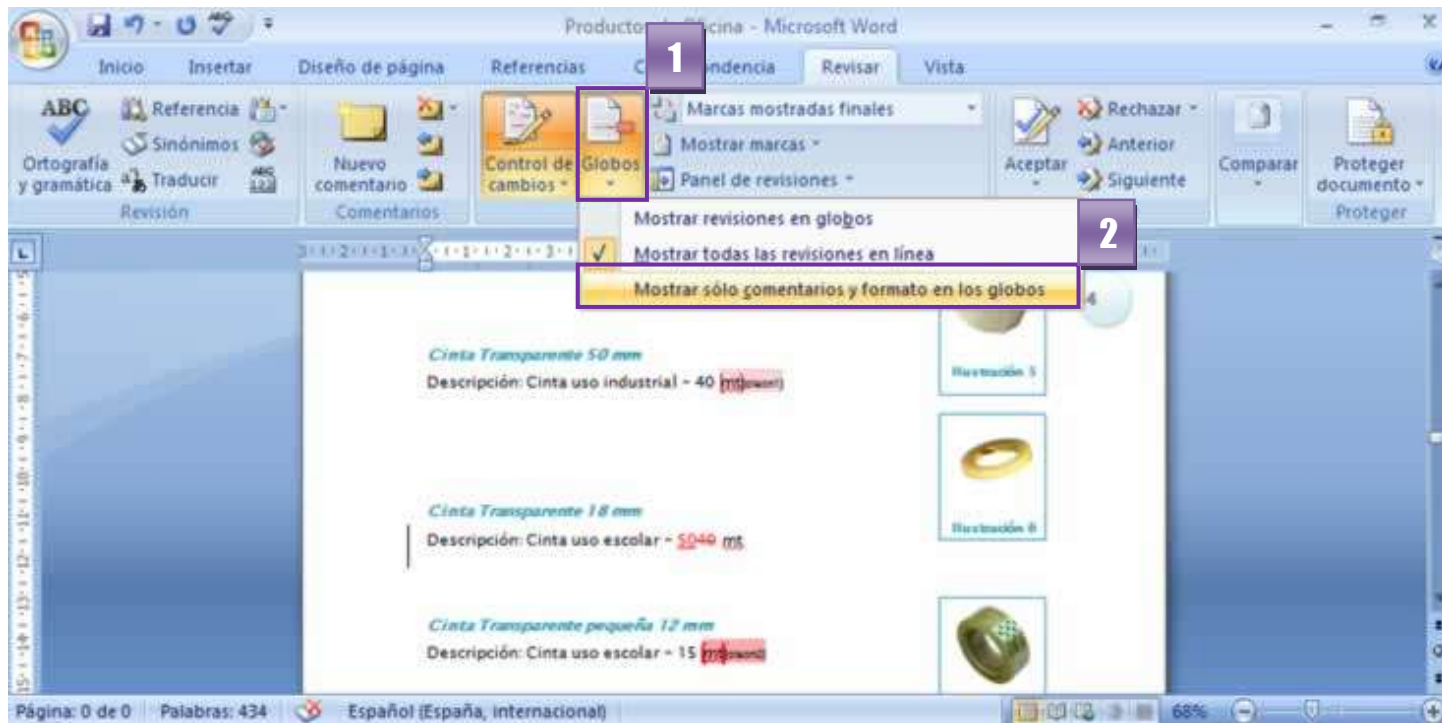 Productos de Oficina - Microsoft Word
1
Inicio Insertar Diseño de página Referencias Correspondencia Revisar Vista
ABC Referencia Marcas mostradas finales Rechazar
Sinónimos Mostrar marcas Anterior
Ortografía y gramática Traducir Nuevo comentario Control de cambios Globos Panel de revisiones Aceptar Siguiente Comparar Proteger documento
Revisión Comentarios Proteger
Mostrar revisiones en globos
2
Mostrar todas las revisiones en línea
Mostrar sólo comentarios y formato en los globos
4
Cinta Transparente 50 mm
Descripción: Cinta uso industrial - 40 mt
Ilustración 5
Cinta Transparente 18 mm
Descripción: Cinta uso escolar - 5040 mt
Ilustración 6
Cinta Transparente pequeña 12 mm
Descripción: Cinta uso escolar - 15 mt
Página: 0 de 0 Palabras: 434 Español (España, internacional) 68%